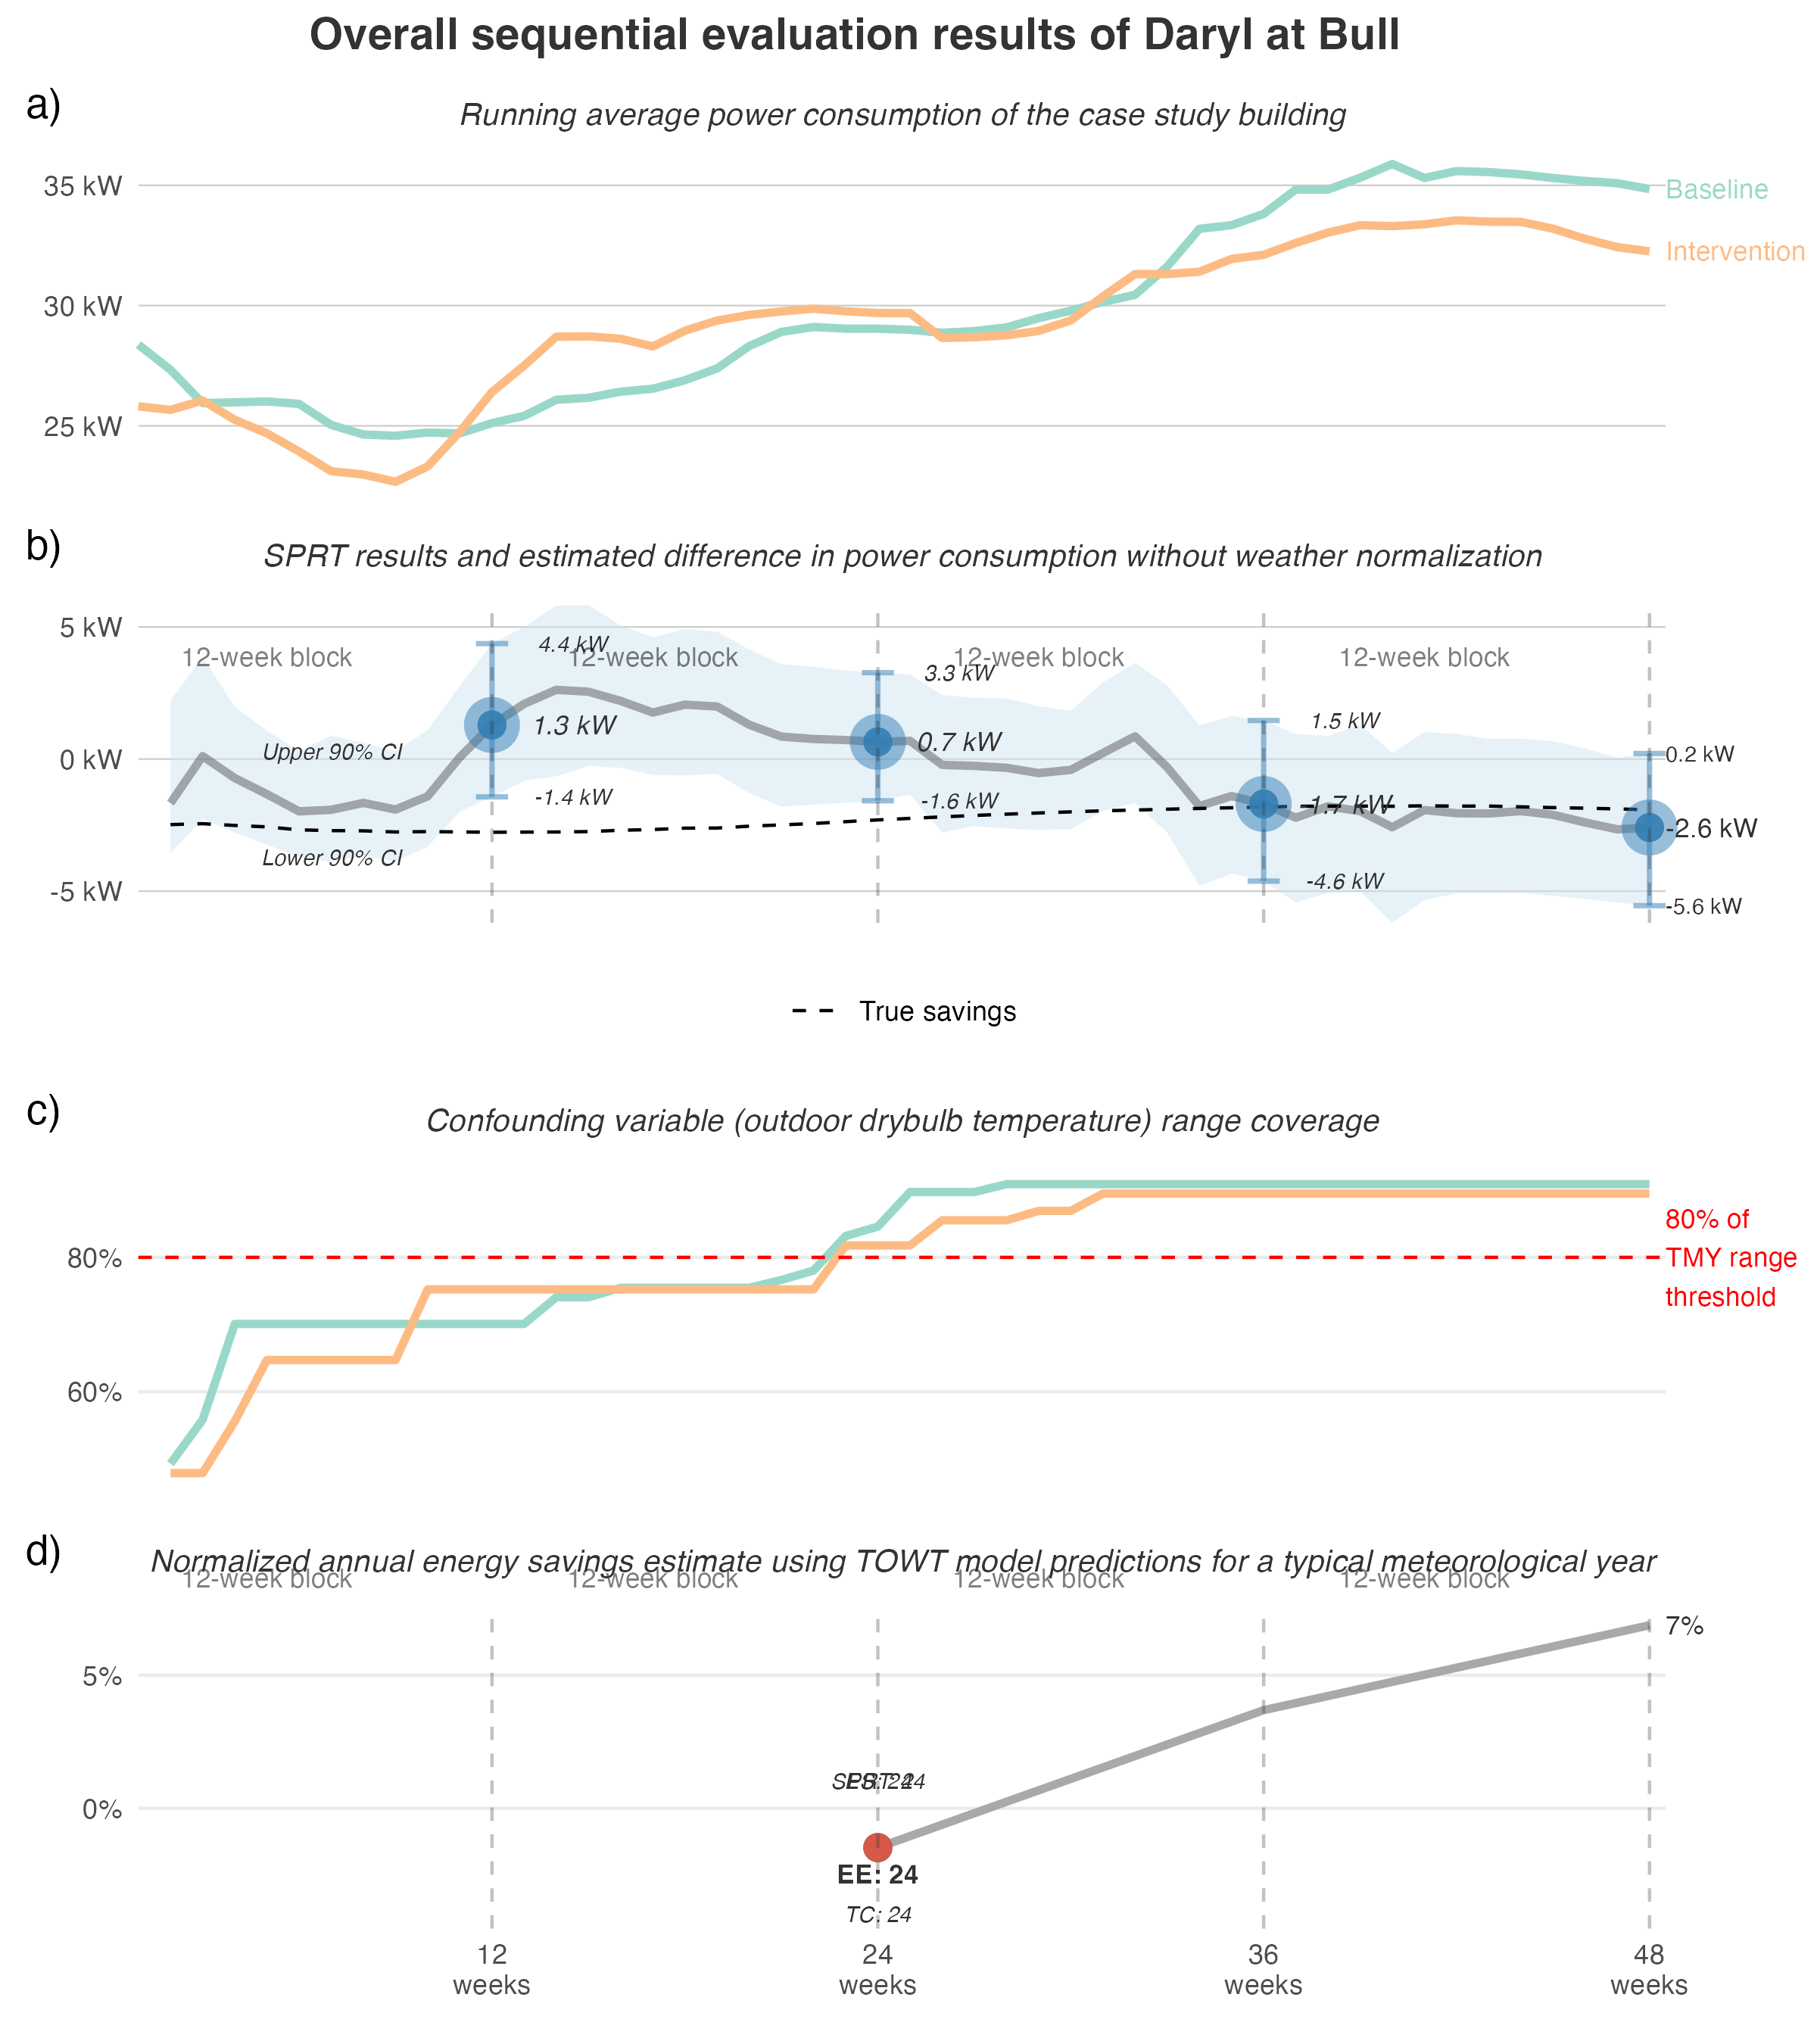 Overall sequential evaluation results of Daryl at Bull
a)
Running average power consumption of the case study building
35 kW
30 kW
25 kW
Baseline
Intervention
b)
SPRT results and estimated difference in power consumption without weather normalization
5 kW
0 kW
-5 kW
12-week block
12-week block
12-week block
12-week block
4.4 kW
3.3 kW
1.5 kW
0.2 kW
Upper 90% CI
1.3 kW
0.7 kW
-1.7 kW
-2.6 kW
Lower 90% CI
-1.4 kW
-1.6 kW
-4.6 kW
-5.6 kW
True savings
c)
Confounding variable (outdoor drybulb temperature) range coverage
80%
60%
80% of
TMY range
threshold
d)
Normalized annual energy savings estimate using TOWT model predictions for a typical meteorological year
12-week block
12-week block
12-week block
12-week block
7%
5%
0%
SPRT: 24
EE: 24
TC: 24
12
weeks
24
weeks
36
weeks
48
weeks